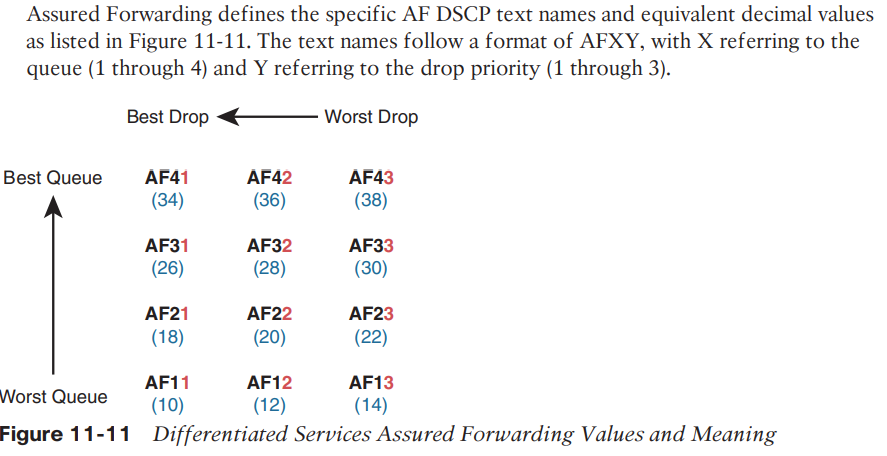 Assured Forwarding defines the specific AF DSCP text names and equivalent decimal values
as listed in Figure 11-11. The text names follow a format of AFXY, with X referring to the
queue (1 through 4) and Y referring to the drop priority (1 through 3).
Best Drop Worst Drop
Best Queue AF41 AF42 AF43
(34) (36) (38)
AF31 AF32 AF33
(26) (28) (30)
AF21 AF22 AF23
(18) (20) (22)
AF11 AF12 AF13
Worst Queue
(10) (12) (14)
Figure 11-11 Differentiated Services Assured Forwarding Values and Meaning